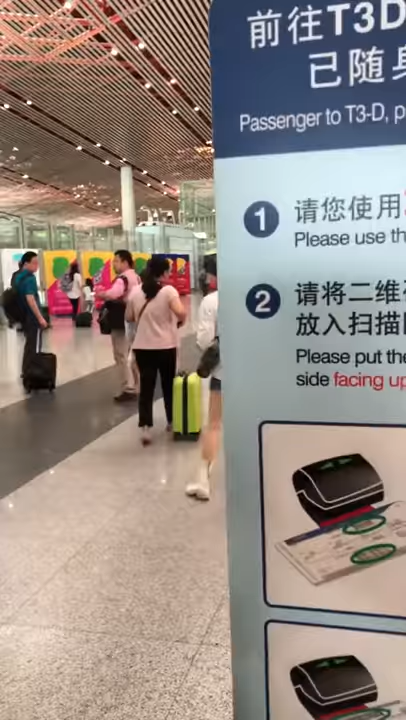 前往T3D
已随身
Passenger to T3-D, p
1 请您使用
Please use th
2 请将二维码
放入扫描
Please put the
side facing up